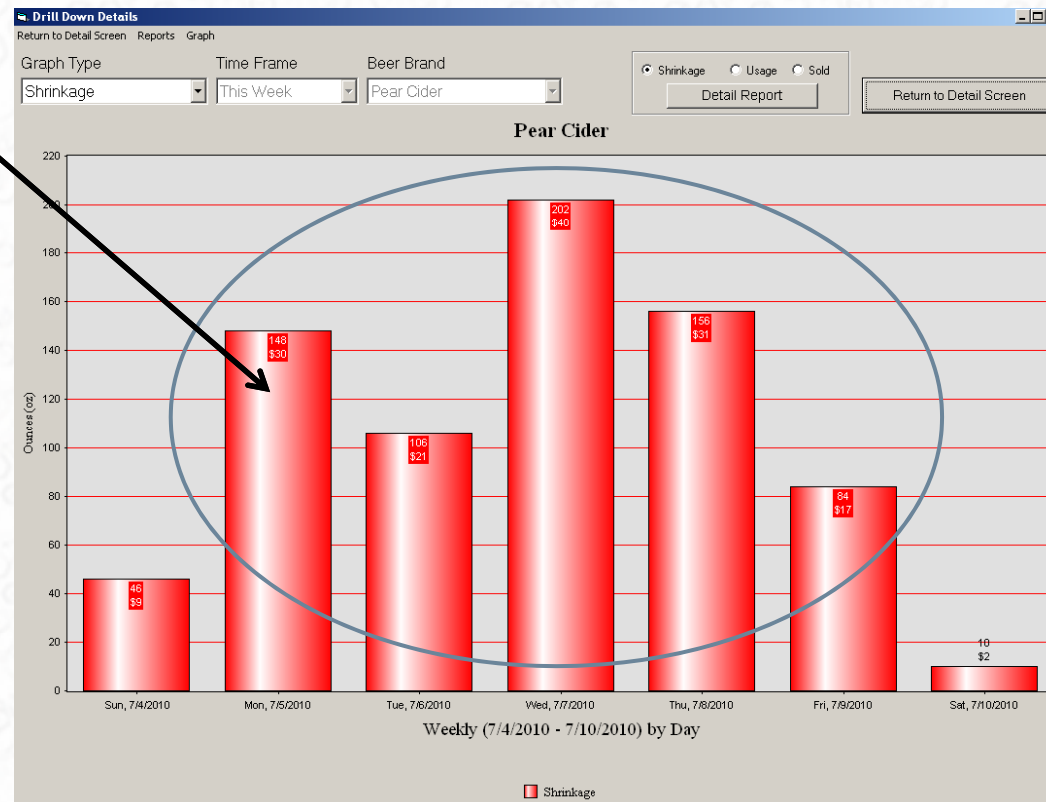 Drill Down Details
Return to Detail Screen Reports Graph
Graph Type Time Frame Beer Brand
Shrinkage This Week Pear Cider
Shrinkage Usage Sold
Detail Report
Return to Detail Screen
Pear Cider
220
200
180
160
140
120
100
80
60
40
20
0
Ounces (oz)
46
$9
148
$30
106
$21
202
$40
156
$31
84
$17
10
$2
Sun, 7/4/2010 Mon, 7/5/2010 Tue, 7/6/2010 Wed, 7/7/2010 Thu, 7/8/2010 Fri, 7/9/2010 Sat, 7/10/2010
Weekly (7/4/2010 - 7/10/2010) by Day
Shrinkage